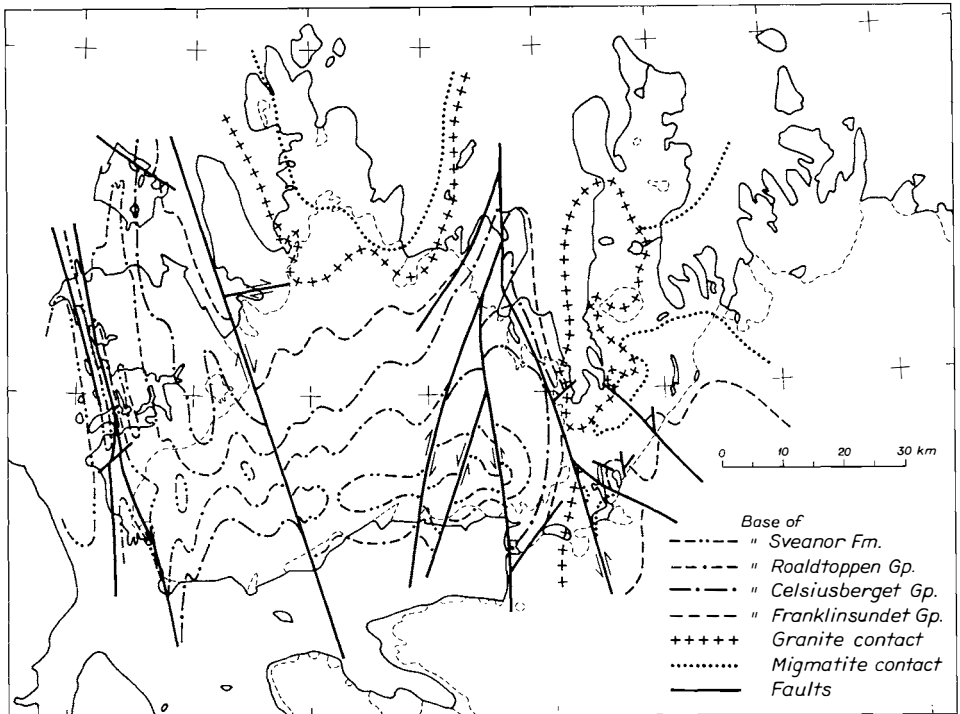 0 10 20 30 km
Base of
" Sveanor Fm.
" Roaldtoppen Gp.
" Celsiusberget Gp.
" Franklinsundet Gp.
Granite contact
Migmatite contact
Faults